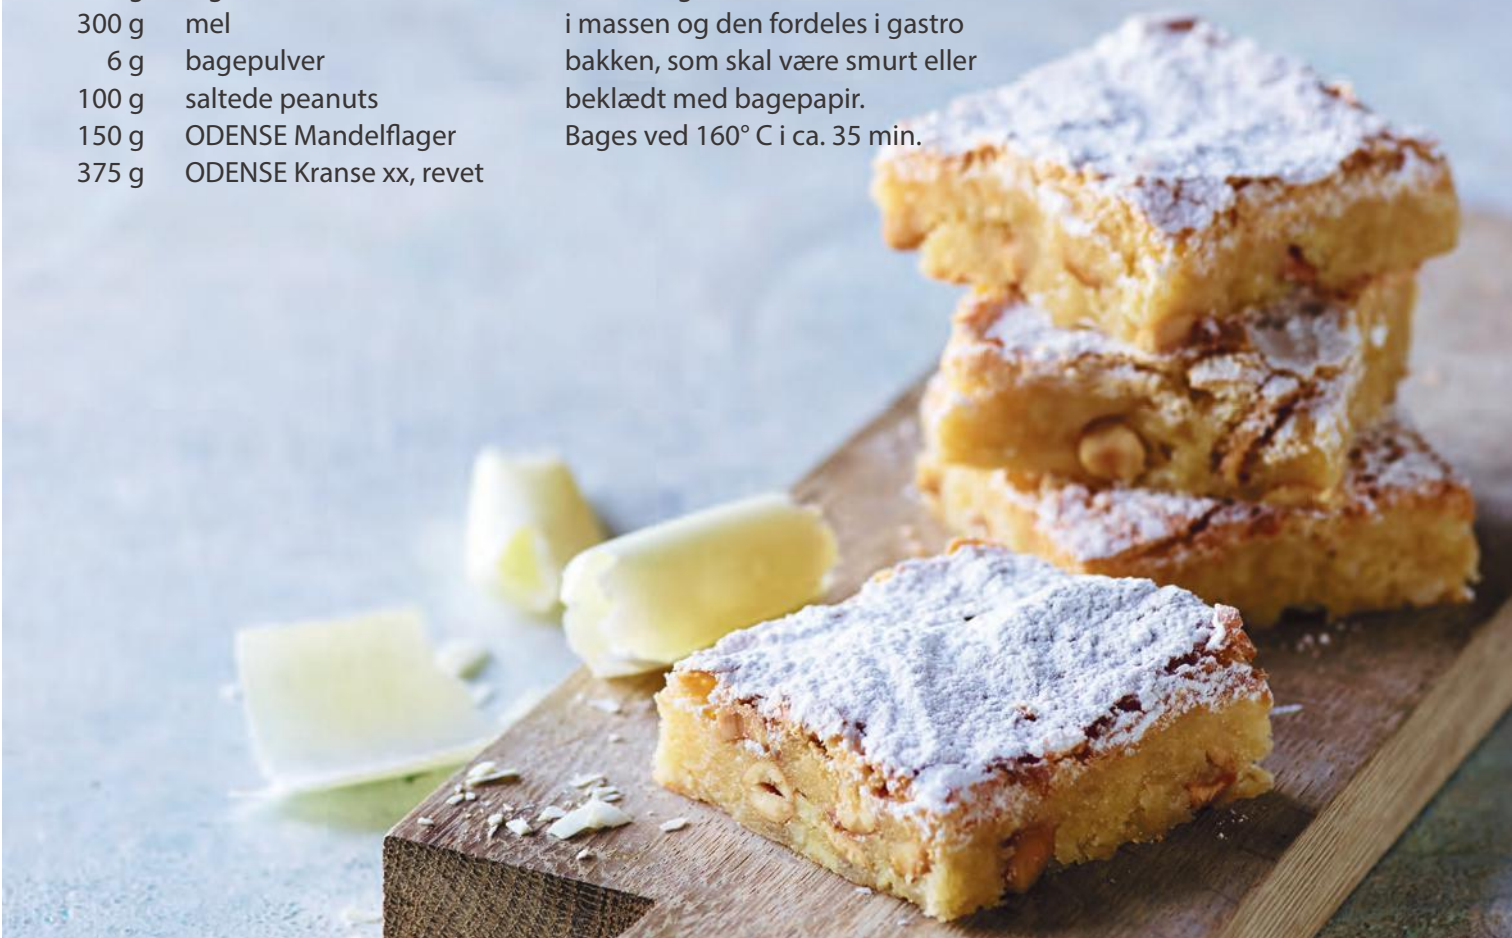 300 g mel
6 g bagepulver
100 g saltede peanuts
150 g ODENSE Mandelflager
375 g ODENSE Kranse xx, revet
i massen og den fordeles i gastro
bakken, som skal være smurt eller
beklædt med bagepapir.
Bages ved 160° C i ca. 35 min.